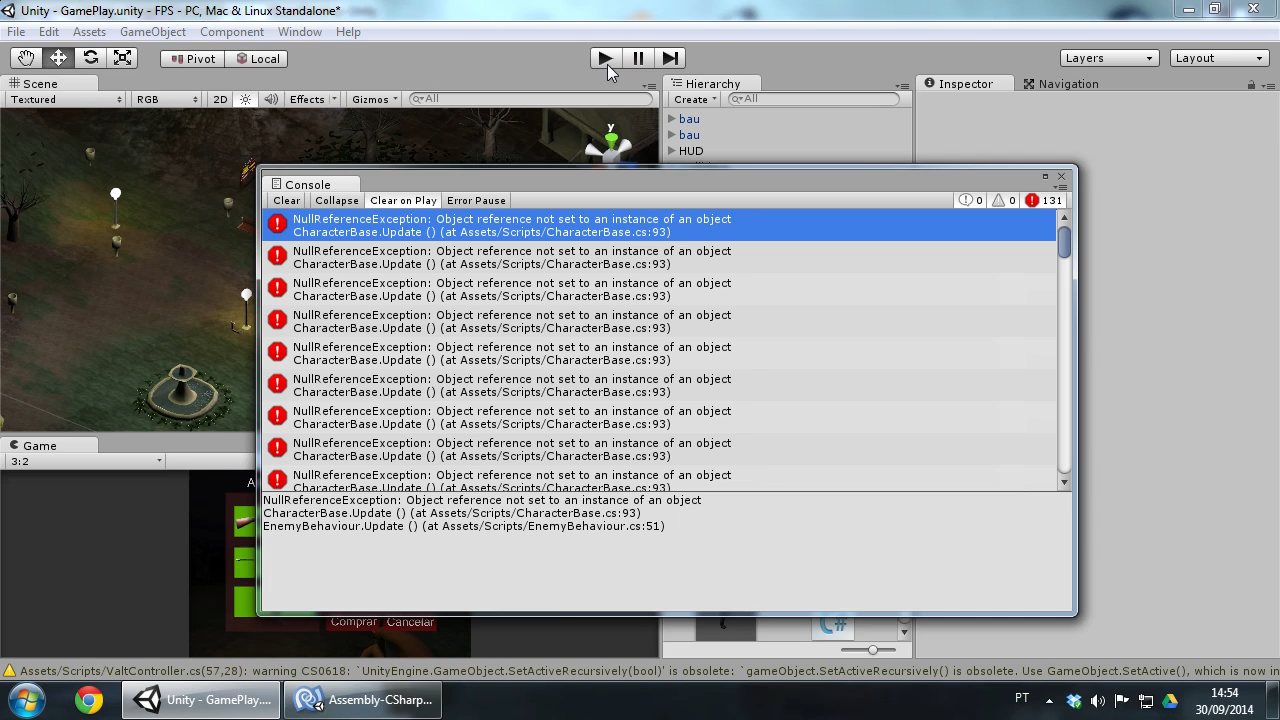 Unity - GamePlay.unity - FPS - PC, Mac & Linux Standalone*
File Edit Assets GameObject Component Window Help
Pivot Local Layers Layout
Scene Hierarchy Inspector Navigation
Textured RGB 2D Effects Gizmos All Create All
y
bau
bau
HUD
Console
Clear Collapse Clear on Play Error Pause 0 0 131
NullReferenceException: Object reference not set to an instance of an object
CharacterBase.Update () (at Assets/Scripts/CharacterBase.cs:93)
NullReferenceException: Object reference not set to an instance of an object
CharacterBase.Update () (at Assets/Scripts/CharacterBase.cs:93)
NullReferenceException: Object reference not set to an instance of an object
CharacterBase.Update () (at Assets/Scripts/CharacterBase.cs:93)
NullReferenceException: Object reference not set to an instance of an object
CharacterBase.Update () (at Assets/Scripts/CharacterBase.cs:93)
NullReferenceException: Object reference not set to an instance of an object
CharacterBase.Update () (at Assets/Scripts/CharacterBase.cs:93)
NullReferenceException: Object reference not set to an instance of an object
CharacterBase.Update () (at Assets/Scripts/CharacterBase.cs:93)
NullReferenceException: Object reference not set to an instance of an object
CharacterBase.Update () (at Assets/Scripts/CharacterBase.cs:93)
NullReferenceException: Object reference not set to an instance of an object
CharacterBase.Update () (at Assets/Scripts/CharacterBase.cs:93)
NullReferenceException: Object reference not set to an instance of an object
CharacterBase.Update () (at Assets/Scripts/CharacterBase.cs:93)
NullReferenceException: Object reference not set to an instance of an object
CharacterBase.Update () (at Assets/Scripts/CharacterBase.cs:93)
EnemyBehaviour.Update () (at Assets/Scripts/EnemyBehaviour.cs:51)
Game
3:2
A
Comprar Cancelar
C#
Assets/Scripts/ValtController.cs(57,28): warning CS0618: `UnityEngine.GameObject.SetActiveRecursively(bool)' is obsolete: `gameObject.SetActiveRecursively() is obsolete. Use GameObject.SetActive(), which is now in
Unity - GamePlay.... Assembly-CSharp... PT 14:54
30/09/2014